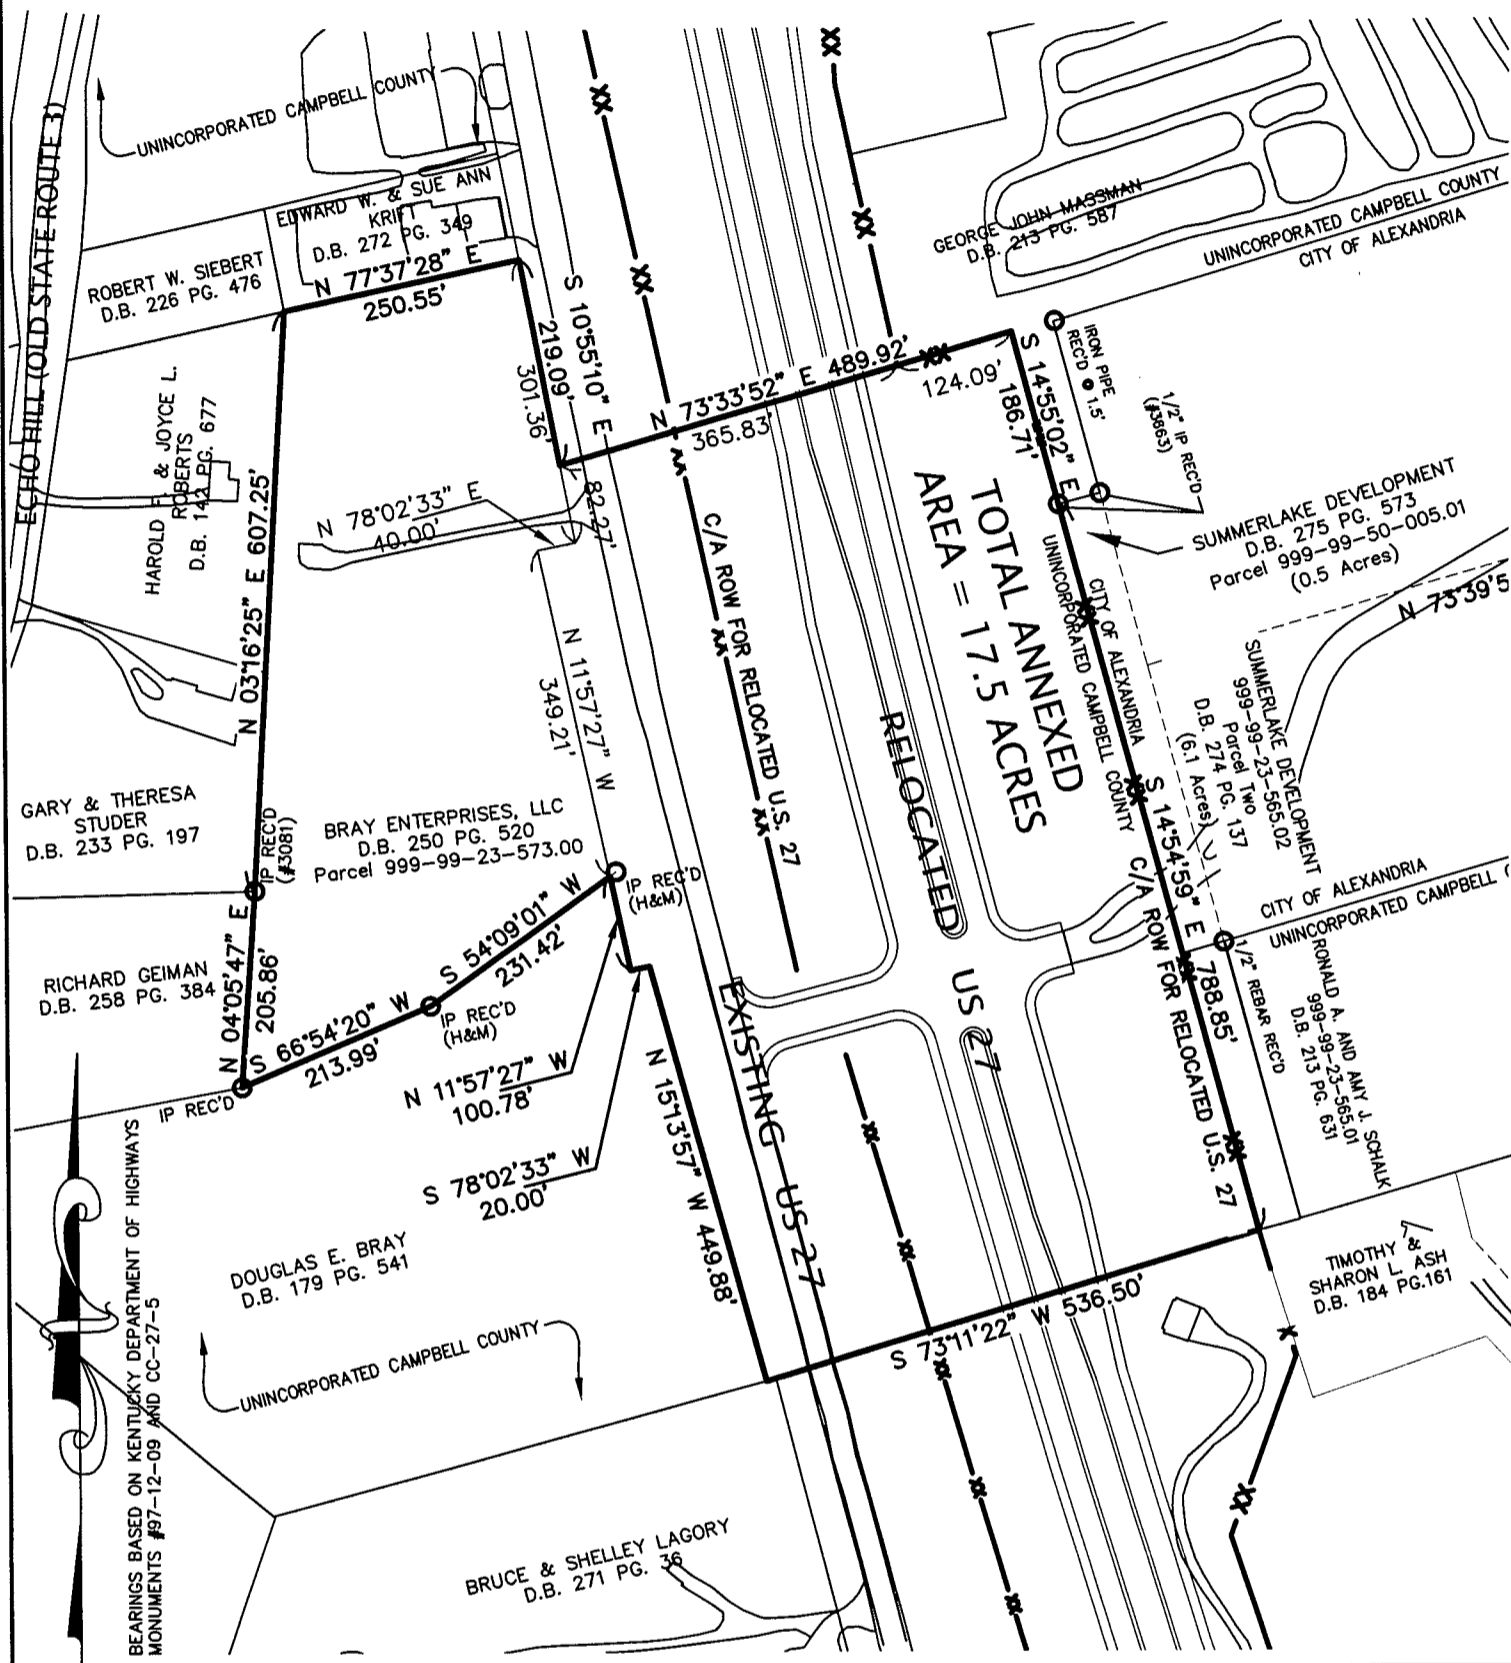 UNINCORPORATED CAMPBELL COUNTY
ECHO HILL (OLD STATE ROUTE 3)
EDWARD W. & SUE ANN
KRIFT
D.B. 272 PG. 349
ROBERT W. SIEBERT
D.B. 226 PG. 476
N 77°37'28" E
250.55'
GEORGE JOHN MASSMAN
D.B. 213 PG. 587
UNINCORPORATED CAMPBELL COUNTY
CITY OF ALEXANDRIA
S 10°55'10" E
219.09'
301.36'
82.27'
N 73°33'52" E 489.92'
365.83'
124.09'
S 14°55'02" E
186.71'
IRON PIPE
REC'D @ 1.5'
1/2" IP REC'D
(#3663)
HAROLD F. & JOYCE L.
ROBERTS
D.B. 142 PG. 677
N 03°16'25" E 607.25'
N 78°02'33" E
40.00'
C/A ROW FOR RELOCATED U.S. 27
TOTAL ANNEXED
AREA = 17.5 ACRES
SUMMERLAKE DEVELOPMENT
D.B. 275 PG. 573
Parcel 999-99-50-005.01
(0.5 Acres)
N 73°39'5
CITY OF ALEXANDRIA
UNINCORPORATED CAMPBELL COUNTY
SUMMERLAKE DEVELOPMENT
999-99-23-565.02
Parcel Two
D.B. 274 PG. 137
(6.1 Acres)
N 11°57'27" W
349.21'
RELOCATED
US 27
GARY & THERESA
STUDER
D.B. 233 PG. 197
IP REC'D
(#3081)
BRAY ENTERPRISES, LLC
D.B. 250 PG. 520
Parcel 999-99-23-573.00
IP REC'D
(H&M)
S 14°54'59" E 788.85'
C/A ROW FOR RELOCATED U.S. 27
CITY OF ALEXANDRIA
UNINCORPORATED CAMPBELL C
1/2" REBAR REC'D
RONALD A. AND AMY J. SCHALK
999-99-23-565.01
D.B. 213 PG. 631
RICHARD GEIMAN
D.B. 258 PG. 384
N 04°05'47" E
205.86'
S 54°09'01" W
231.42'
S 66°54'20" W
213.99'
IP REC'D
(H&M)
IP REC'D
N 11°57'27" W
100.78'
S 78°02'33" W
20.00'
N 15°13'57" W 449.88'
EXISTING US 27
S 73°11'22" W 536.50'
TIMOTHY &
SHARON L. ASH
D.B. 184 PG.161
DOUGLAS E. BRAY
D.B. 179 PG. 541
UNINCORPORATED CAMPBELL COUNTY
BEARINGS BASED ON KENTUCKY DEPARTMENT OF HIGHWAYS
MONUMENTS #97-12-09 AND CC-27-5
BRUCE & SHELLEY LAGORY
D.B. 271 PG. 36